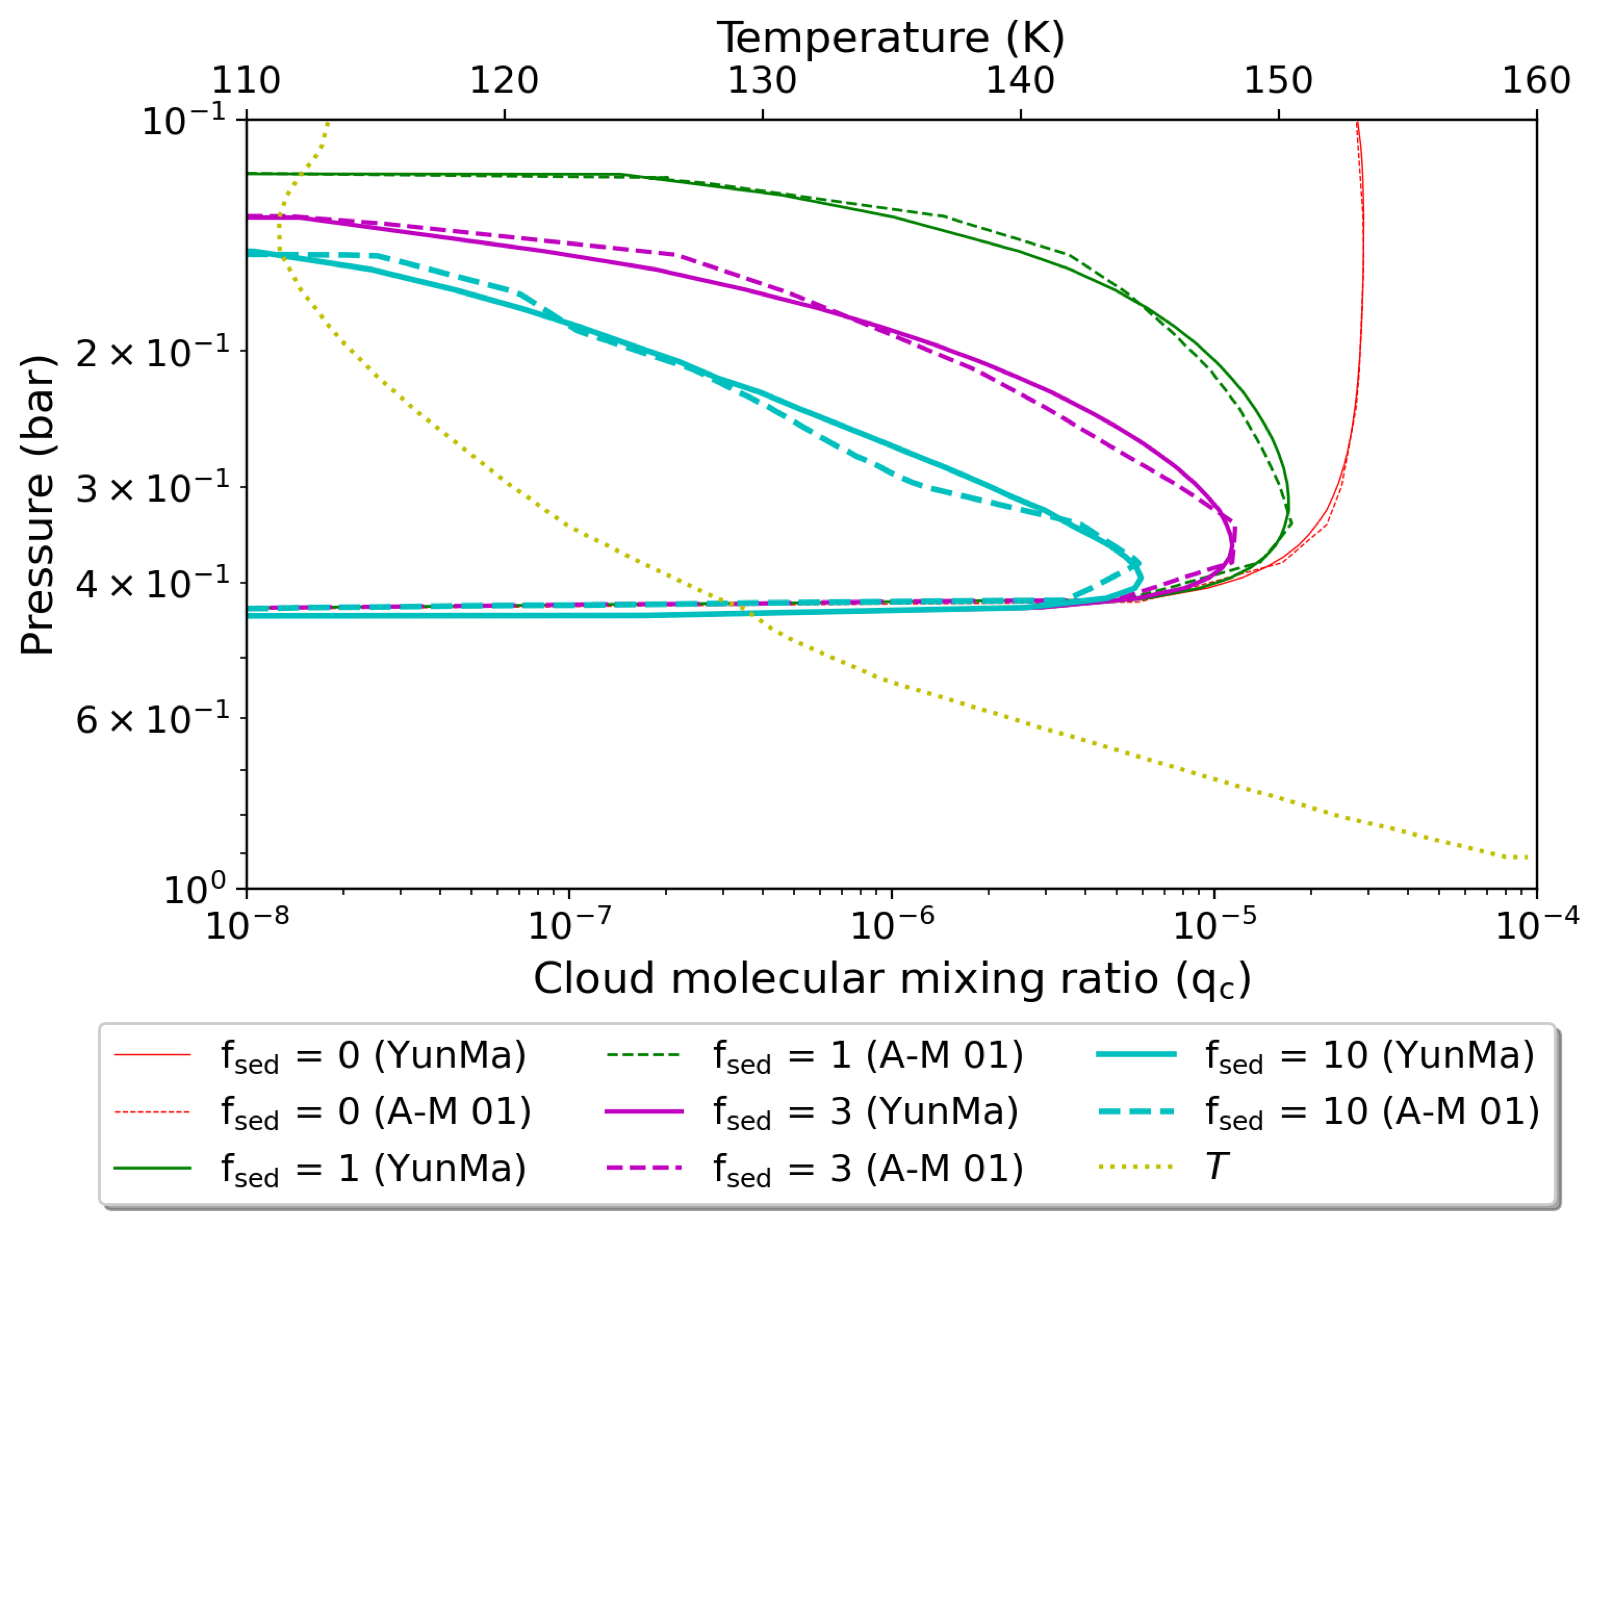 Temperature (K)
110 120 130 140 150 160
10⁻¹
2 × 10⁻¹
3 × 10⁻¹
4 × 10⁻¹
6 × 10⁻¹
10⁰
Pressure (bar)
10⁻⁸ 10⁻⁷ 10⁻⁶ 10⁻⁵ 10⁻⁴
Cloud molecular mixing ratio (q_c)
f_sed = 0 (YunMa) f_sed = 1 (A-M 01) f_sed = 10 (YunMa)
f_sed = 0 (A-M 01) f_sed = 3 (YunMa) f_sed = 10 (A-M 01)
f_sed = 1 (YunMa) f_sed = 3 (A-M 01) T